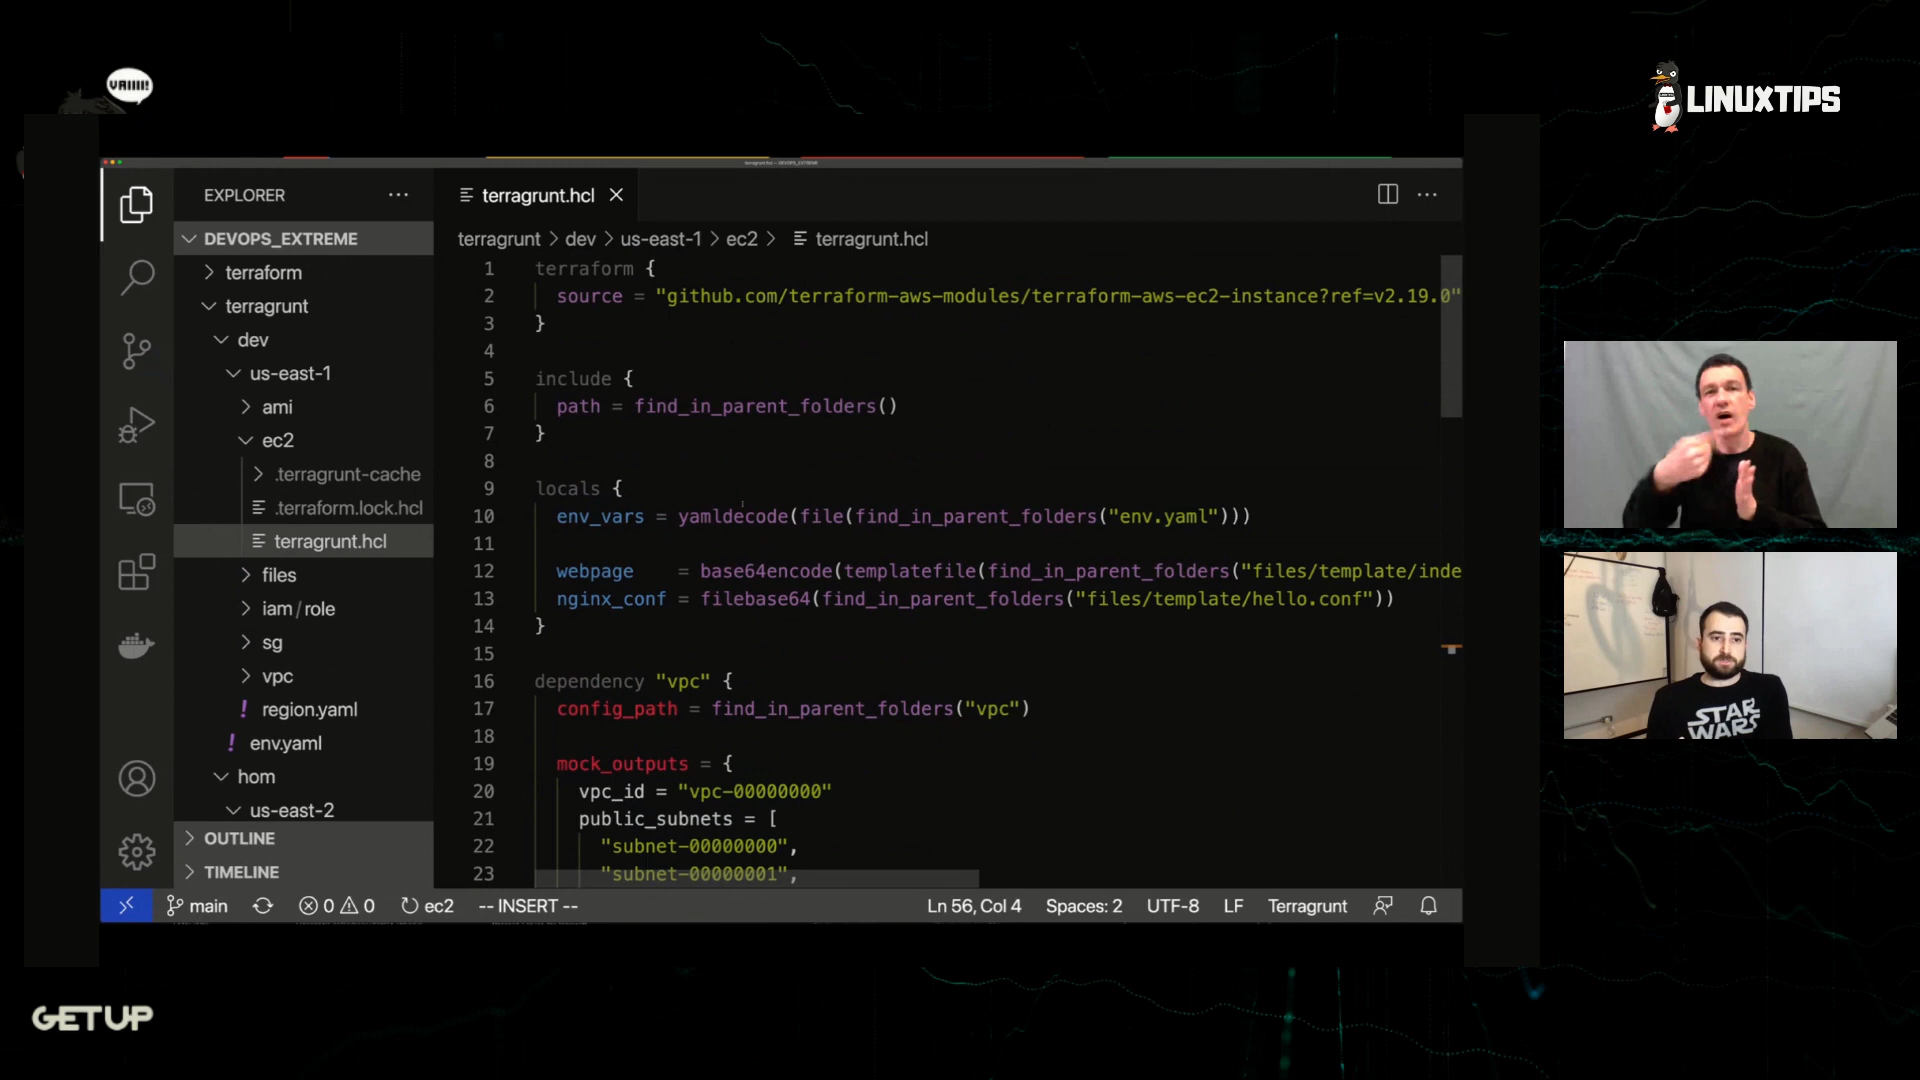 VAIIII!
LINUXTIPS
terragrunt.hcl — DEVOPS_EXTREME
EXPLORER
DEVOPS_EXTREME
terraform
terragrunt
dev
us-east-1
ami
ec2
.terragrunt-cache
.terraform.lock.hcl
terragrunt.hcl
files
iam/role
sg
vpc
! region.yaml
! env.yaml
hom
us-east-2
OUTLINE
TIMELINE
terragrunt.hcl
terragrunt > dev > us-east-1 > ec2 > terragrunt.hcl
1 terraform {
2 source = "github.com/terraform-aws-modules/terraform-aws-ec2-instance?ref=v2.19.0"
3 }
4
5 include {
6 path = find_in_parent_folders()
7 }
8
9 locals {
10 env_vars = yamldecode(file(find_in_parent_folders("env.yaml")))
11
12 webpage = base64encode(templatefile(find_in_parent_folders("files/template/inde
13 nginx_conf = filebase64(find_in_parent_folders("files/template/hello.conf"))
14 }
15
16 dependency "vpc" {
17 config_path = find_in_parent_folders("vpc")
18
19 mock_outputs = {
20 vpc_id = "vpc-00000000"
21 public_subnets = [
22 "subnet-00000000",
23 "subnet-00000001",
main 0 0 ec2 -- INSERT -- Ln 56, Col 4 Spaces: 2 UTF-8 LF Terragrunt
STAR
WARS
GETUP